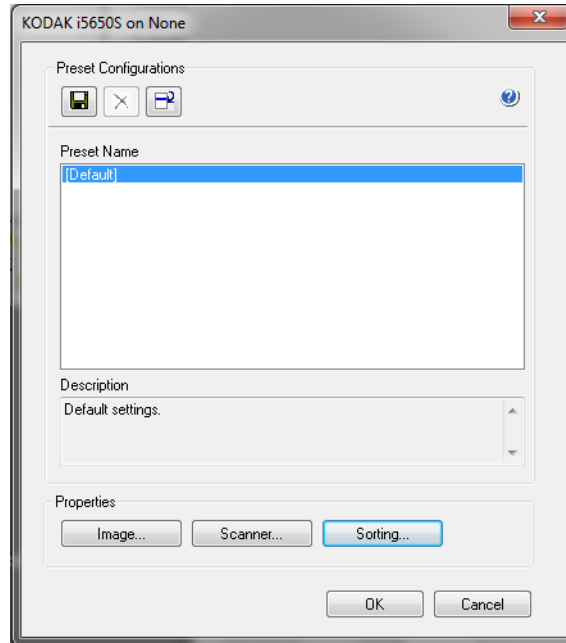 KODAK i5650S on None
Preset Configurations
Preset Name
[Default]
Description
Default settings.
Properties
Image... Scanner... Sorting...
OK Cancel